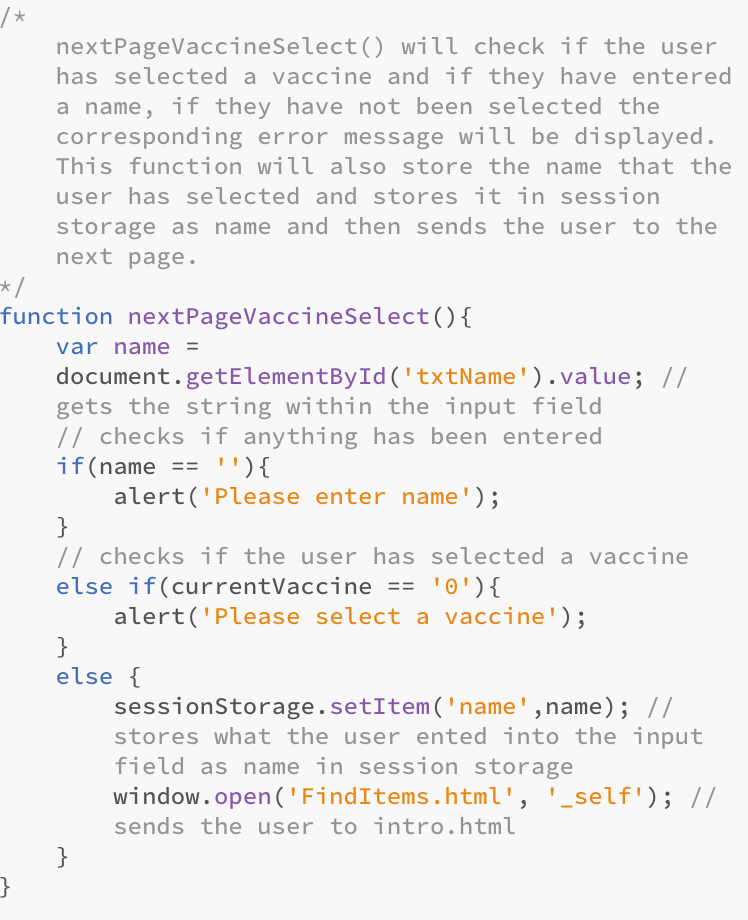 /*
nextPageVaccineSelect() will check if the user
has selected a vaccine and if they have entered
a name, if they have not been selected the
corresponding error message will be displayed.
This function will also store the name that the
user has selected and stores it in session
storage as name and then sends the user to the
next page.
*/
function nextPageVaccineSelect(){
var name =
document.getElementById('txtName').value; //
gets the string within the input field
// checks if anything has been entered
if(name == ''){
alert('Please enter name');
}
// checks if the user has selected a vaccine
else if(currentVaccine == '0'){
alert('Please select a vaccine');
}
else {
sessionStorage.setItem('name',name); //
stores what the user ented into the input
field as name in session storage
window.open('FindItems.html', '_self'); //
sends the user to intro.html
}
}